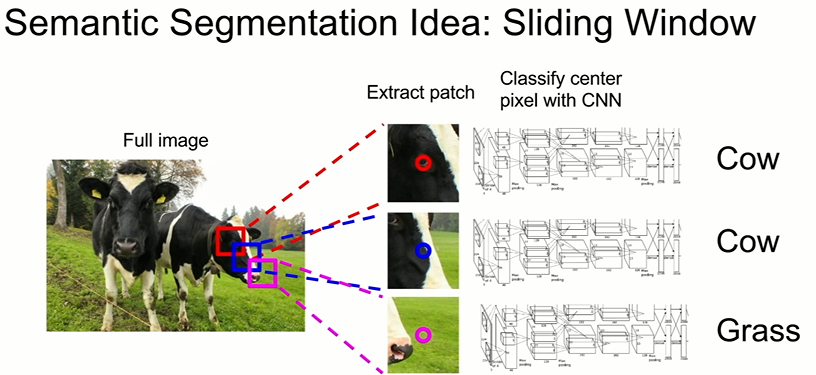 Semantic Segmentation Idea: Sliding Window
Full image
Extract patch
Classify center
pixel with CNN
Cow
Cow
Grass